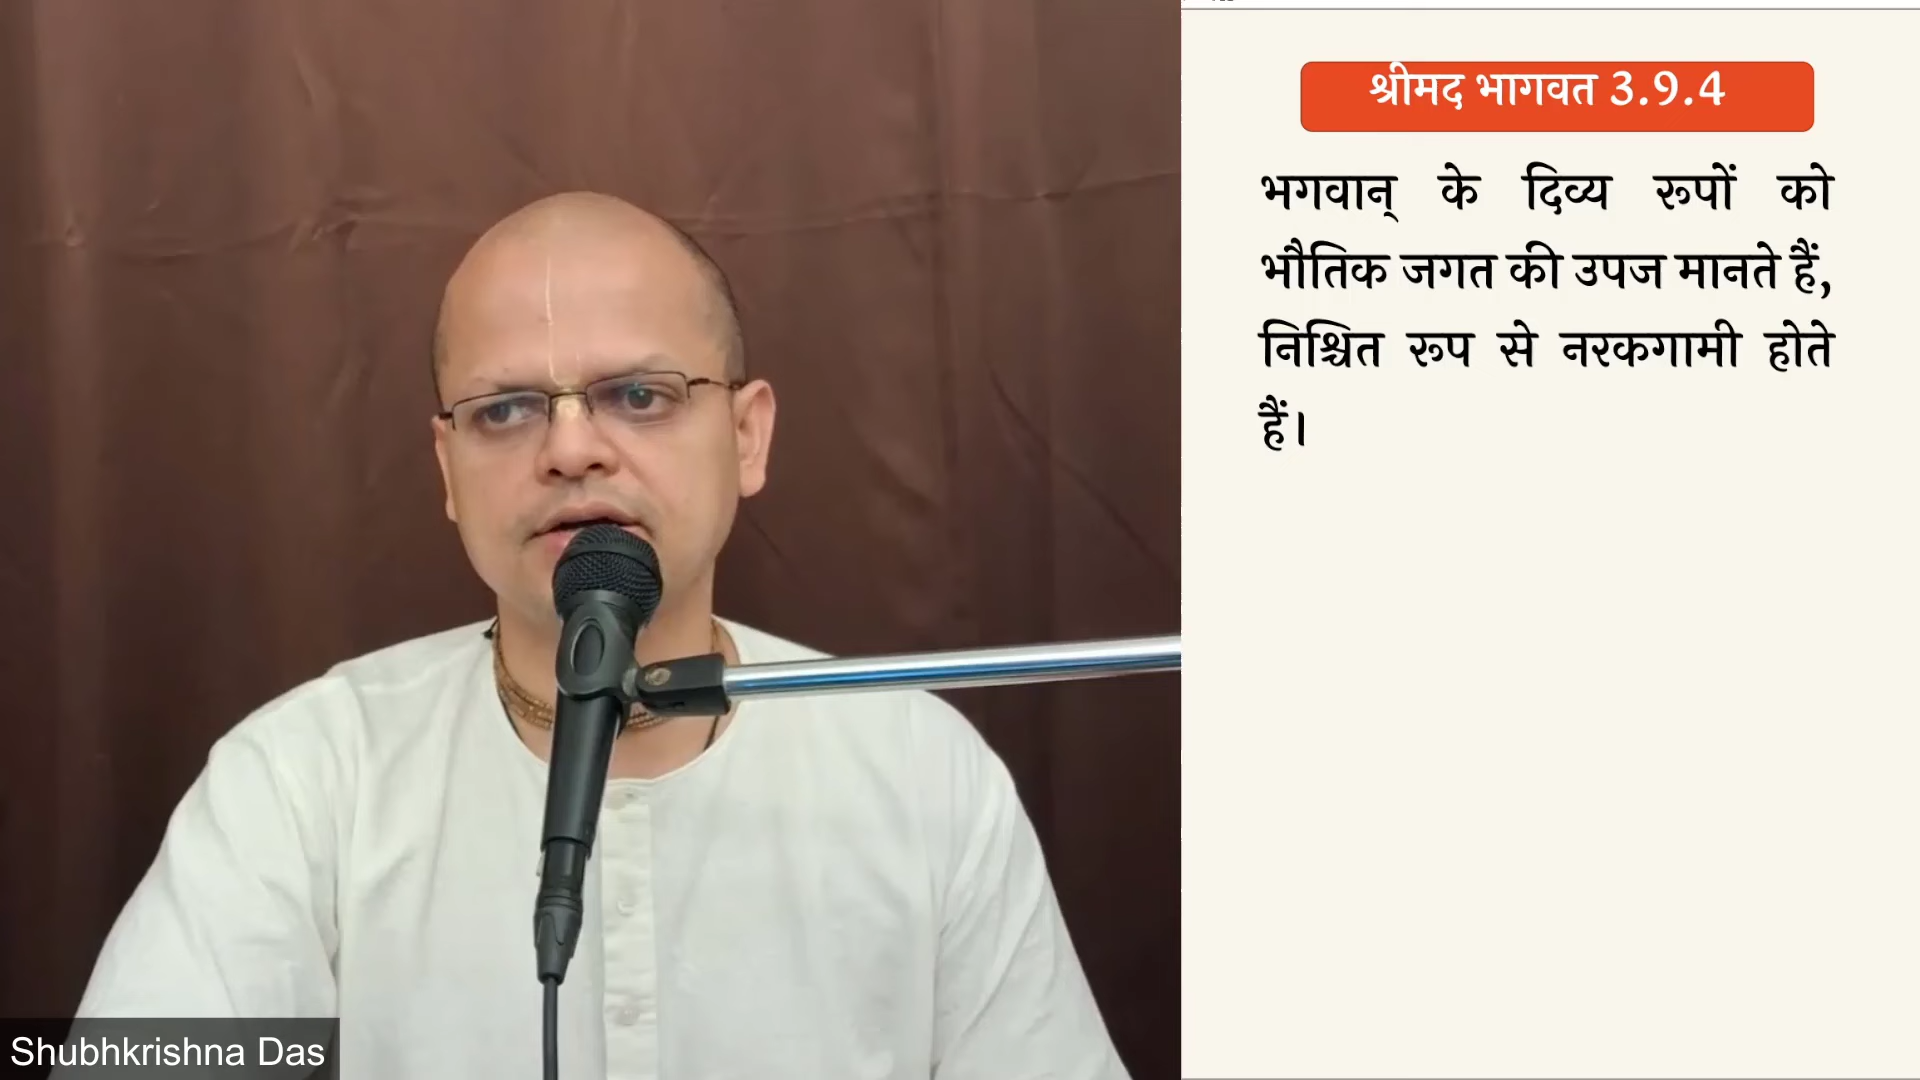 श्रीमद भागवत 3.9.4
भगवान् के दिव्य रूपों को
भौतिक जगत की उपज मानते हैं,
निश्चित रूप से नरकगामी होते
हैं।
Shubhkrishna Das